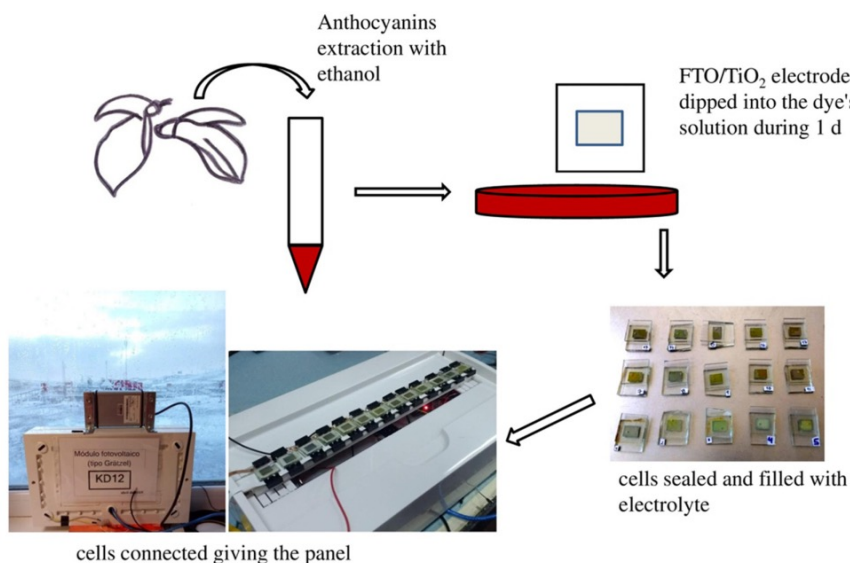 Anthocyanins
extraction with
ethanol
FTO/TiO₂ electrode
dipped into the dye's
solution during 1 d
cells sealed and filled with
electrolyte
Módulo fotovoltaico
(tipo Gräztel)
KD12
cells connected giving the panel